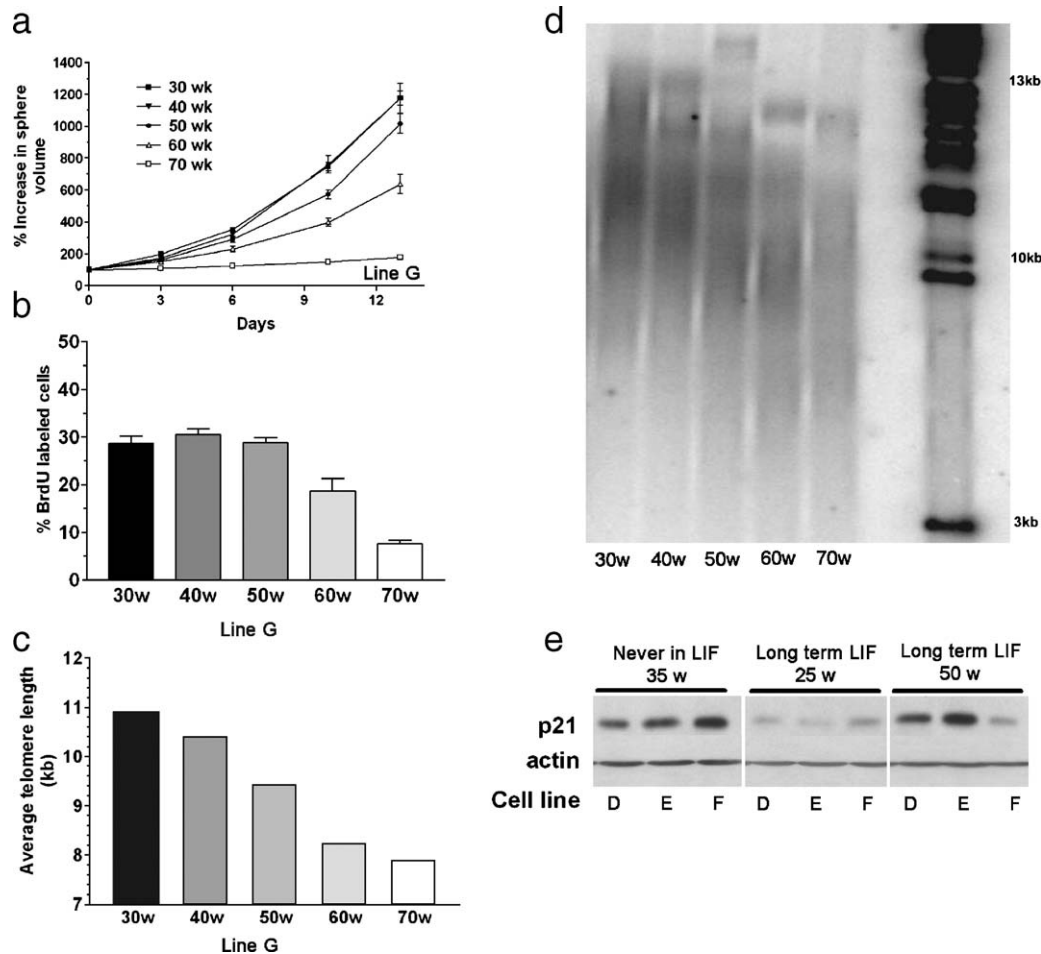 a
% Increase in sphere
volume
1400
1200
1000
800
600
400
200
0
30 wk
40 wk
50 wk
60 wk
70 wk
Line G
0 3 6 9 12
Days
b
% BrdU labeled cells
50
40
30
20
10
0
30w 40w 50w 60w 70w
Line G
c
Average telomere length
(kb)
12
11
10
9
8
7
30w 40w 50w 60w 70w
Line G
d
13kb
10kb
3kb
30w 40w 50w 60w 70w
e
Never in LIF
35 w
Long term LIF
25 w
Long term LIF
50 w
p21
actin
Cell line D E F D E F D E F